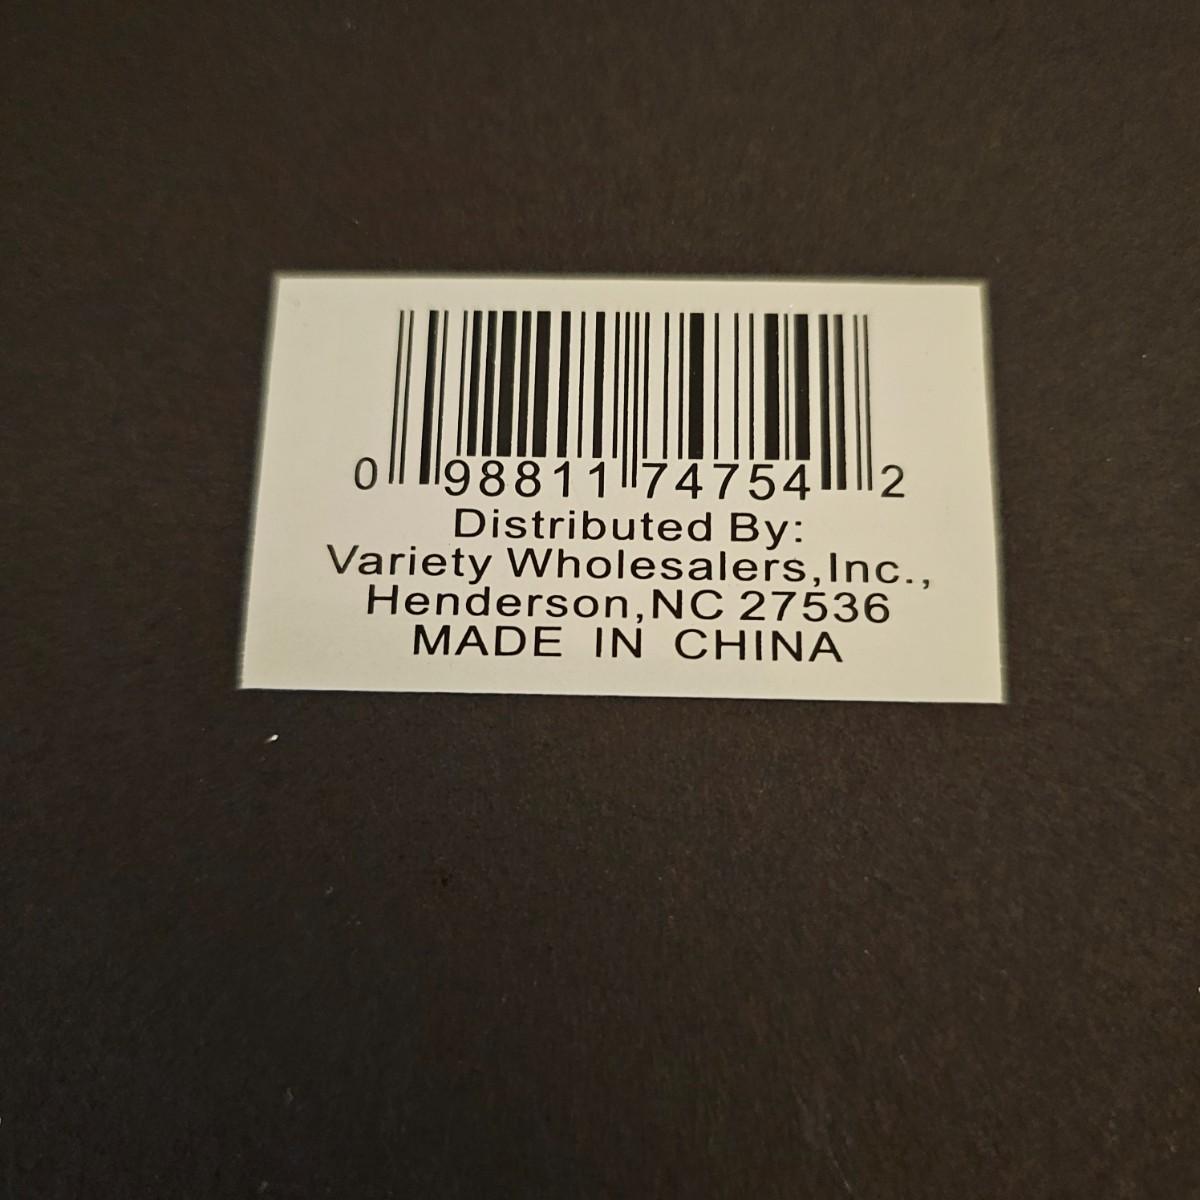 0 98811 74754 2
Distributed By:
Variety Wholesalers,Inc.,
Henderson,NC 27536
MADE IN CHINA